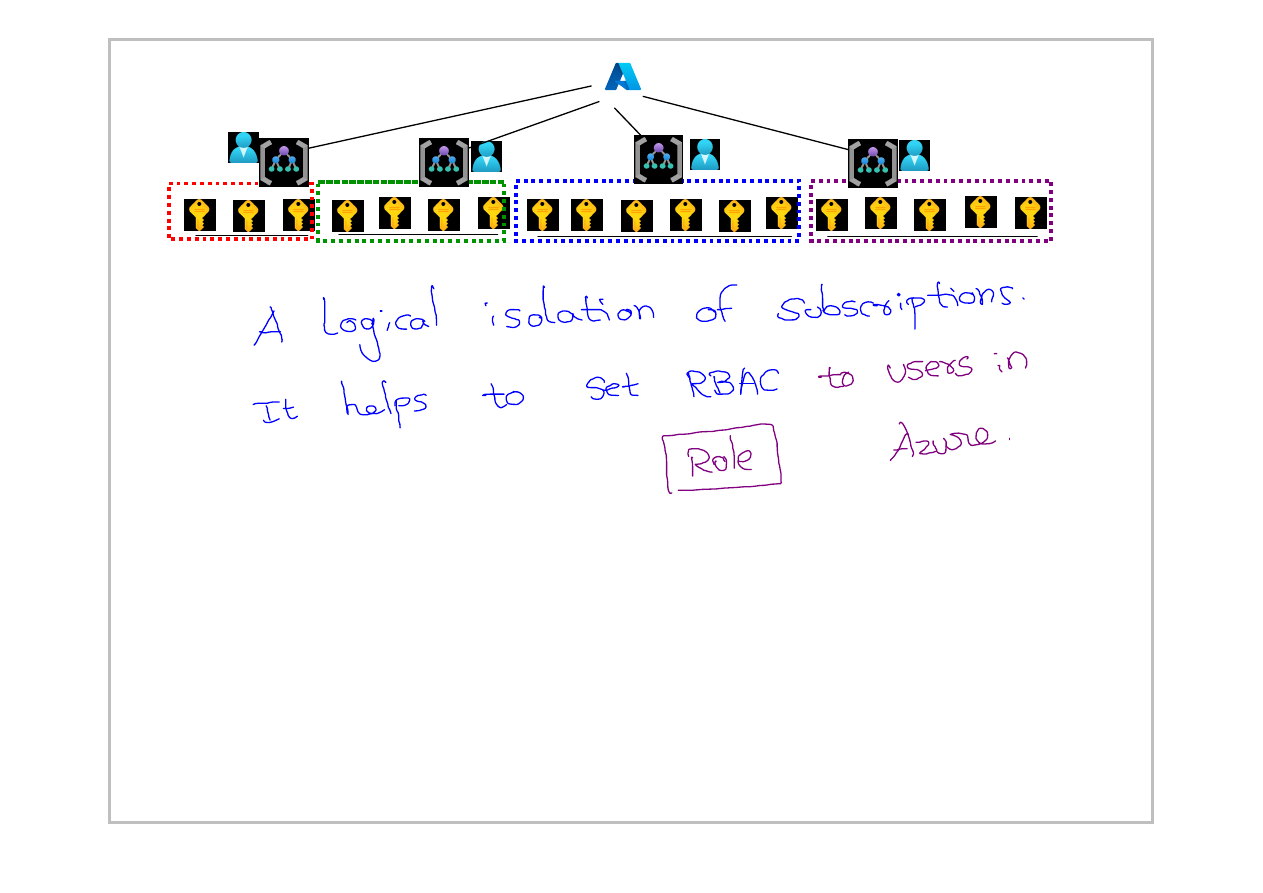 A logical isolation of subscriptions.
It helps to set RBAC to users in
Role Azure.